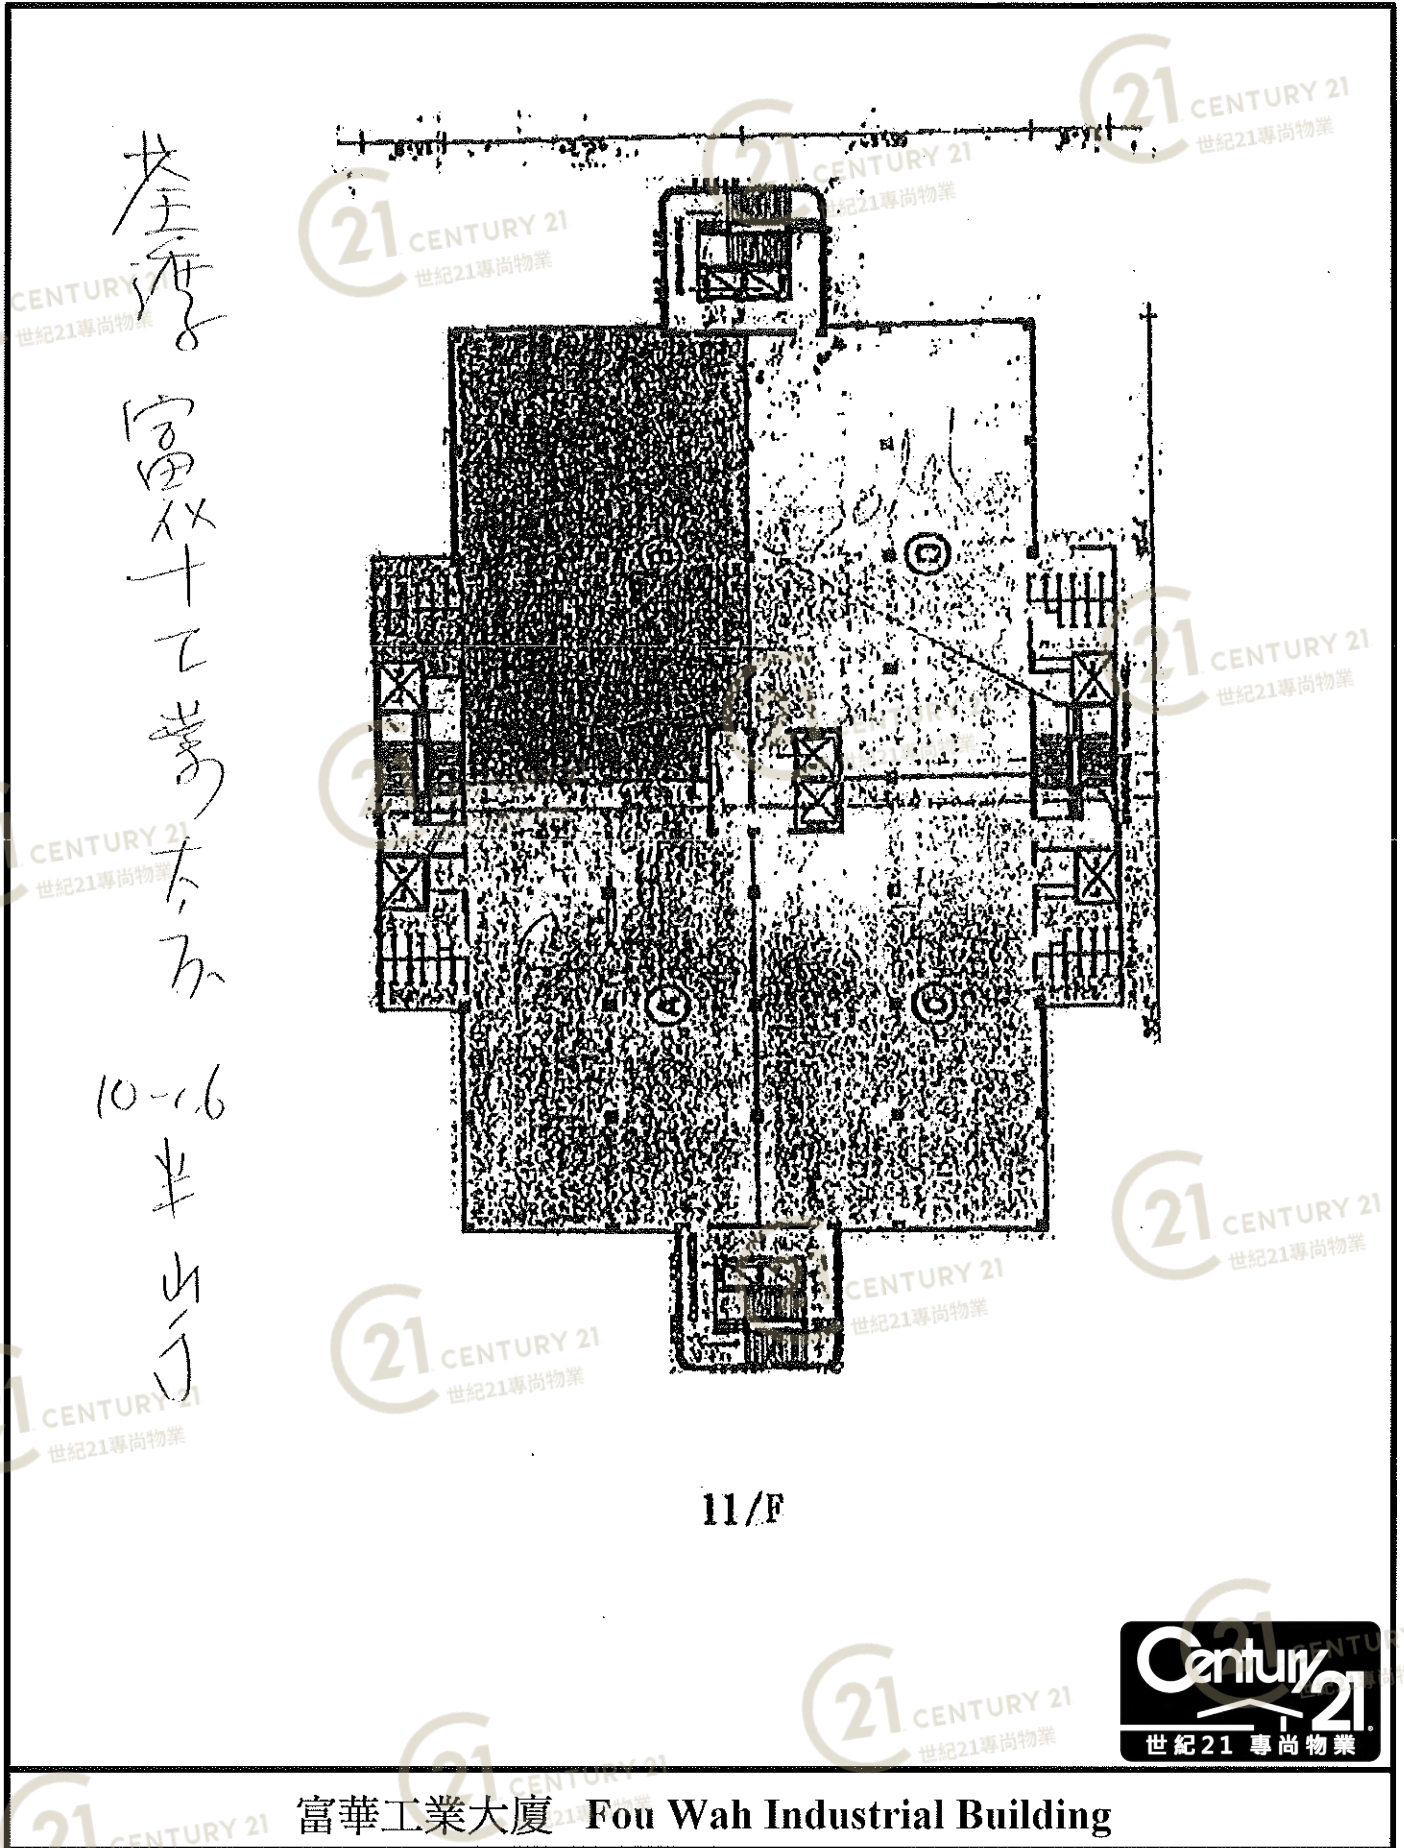 荃灣
富华工業大厦
10-16
半山街
B
D
A
C
11/F
Century 21
世紀21 專尚物業
富華工業大廈 Fou Wah Industrial Building
CENTURY 21
世紀21專尚物業